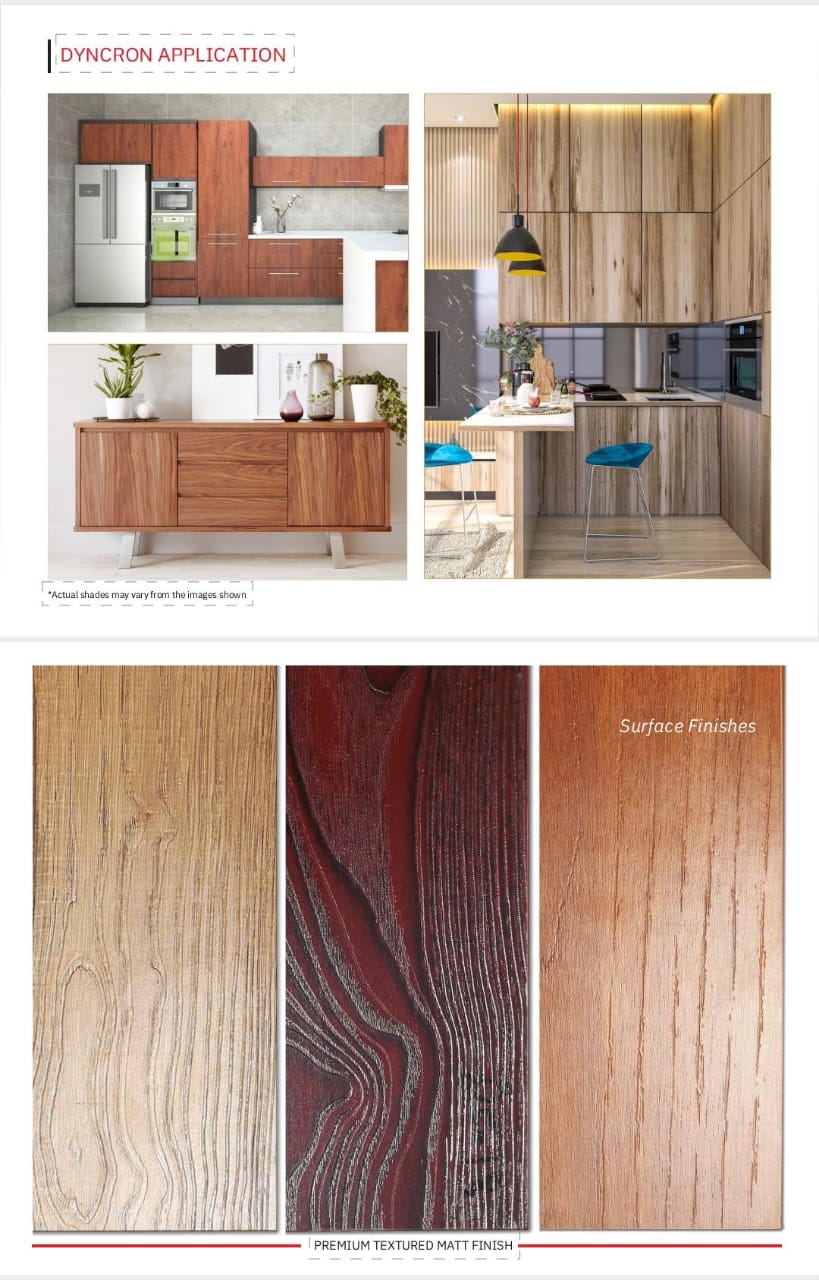 DYNCRON APPLICATION
*Actual shades may vary from the images shown
Surface Finishes
PREMIUM TEXTURED MATT FINISH